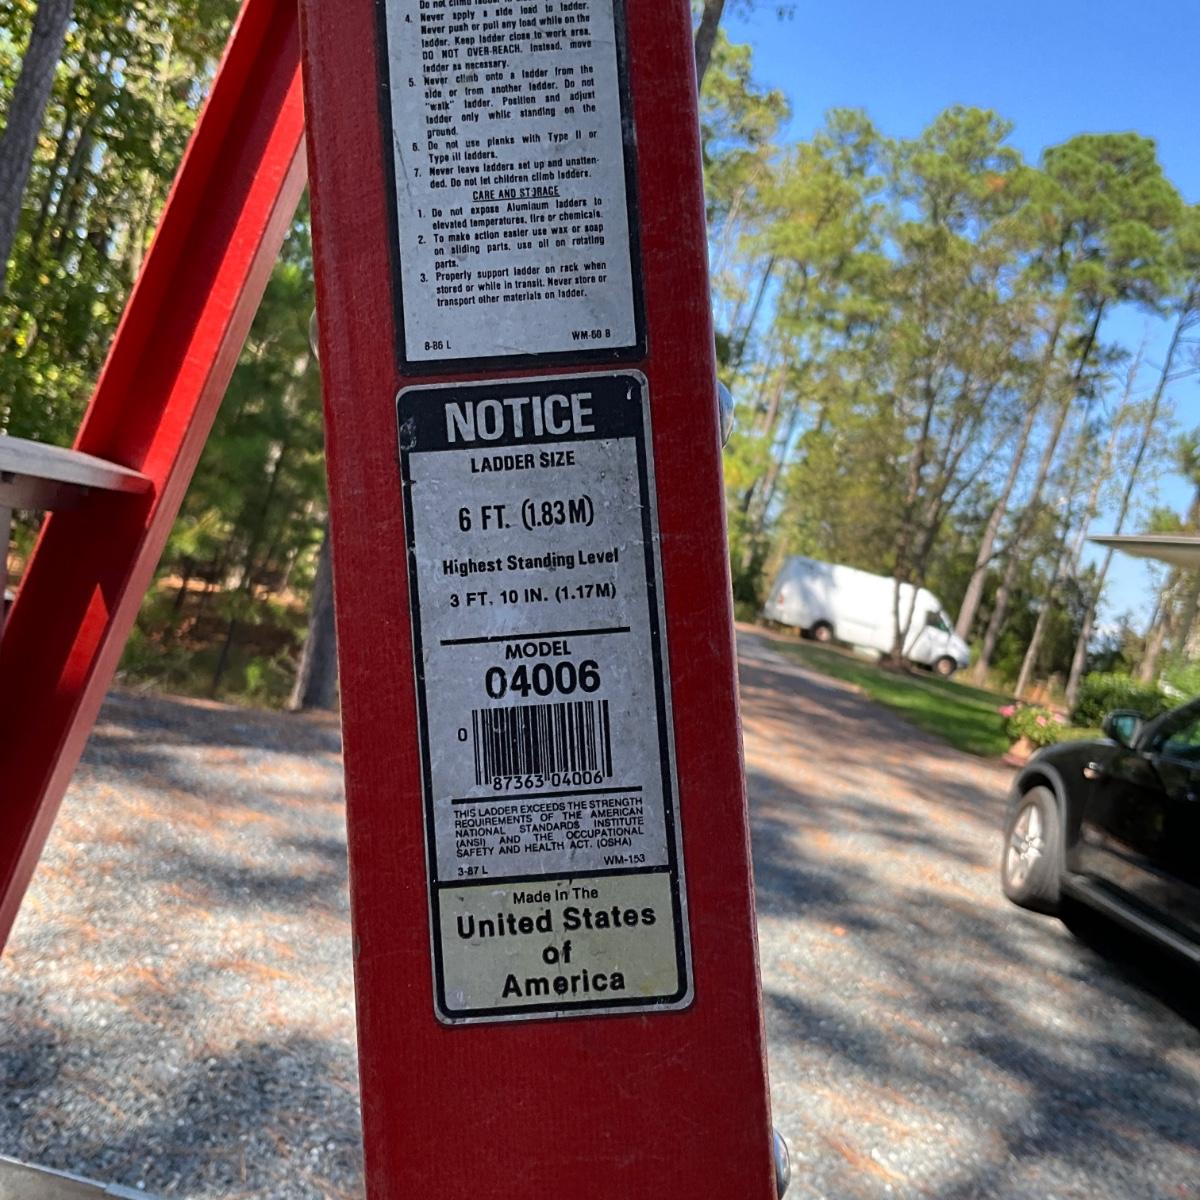 Do not climb
4. Never apply a side load to ladder.
Never push or pull any load while on the
ladder. Keep ladder close to work area.
DO NOT OVER-REACH. Instead, move
ladder as necessary.
5. Never climb onto a ladder from the
side or from another ladder. Do not
"walk" ladder. Position and adjust
ladder only while standing on the
ground.
6. Do not use planks with Type II or
Type III ladders.
7. Never leave ladders set up and unatten-
ded. Do not let children climb ladders.
CARE AND STORAGE
1. Do not expose Aluminum ladders to
elevated temperatures, fire or chemicals.
2. To make action easier use wax or soap
on sliding parts, use oil on rotating
parts.
3. Properly support ladder on rack when
stored or while in transit. Never store or
transport other materials on ladder.
8-86 L WM-60 B
NOTICE
LADDER SIZE
6 FT. (1.83 M)
Highest Standing Level
3 FT. 10 IN. (1.17M)
MODEL
04006
0 87363 04006
THIS LADDER EXCEEDS THE STRENGTH
REQUIREMENTS OF THE AMERICAN
NATIONAL STANDARDS INSTITUTE
(ANSI) AND THE OCCUPATIONAL
SAFETY AND HEALTH ACT. (OSHA)
3-87 L WM-153
Made In The
United States
of
America